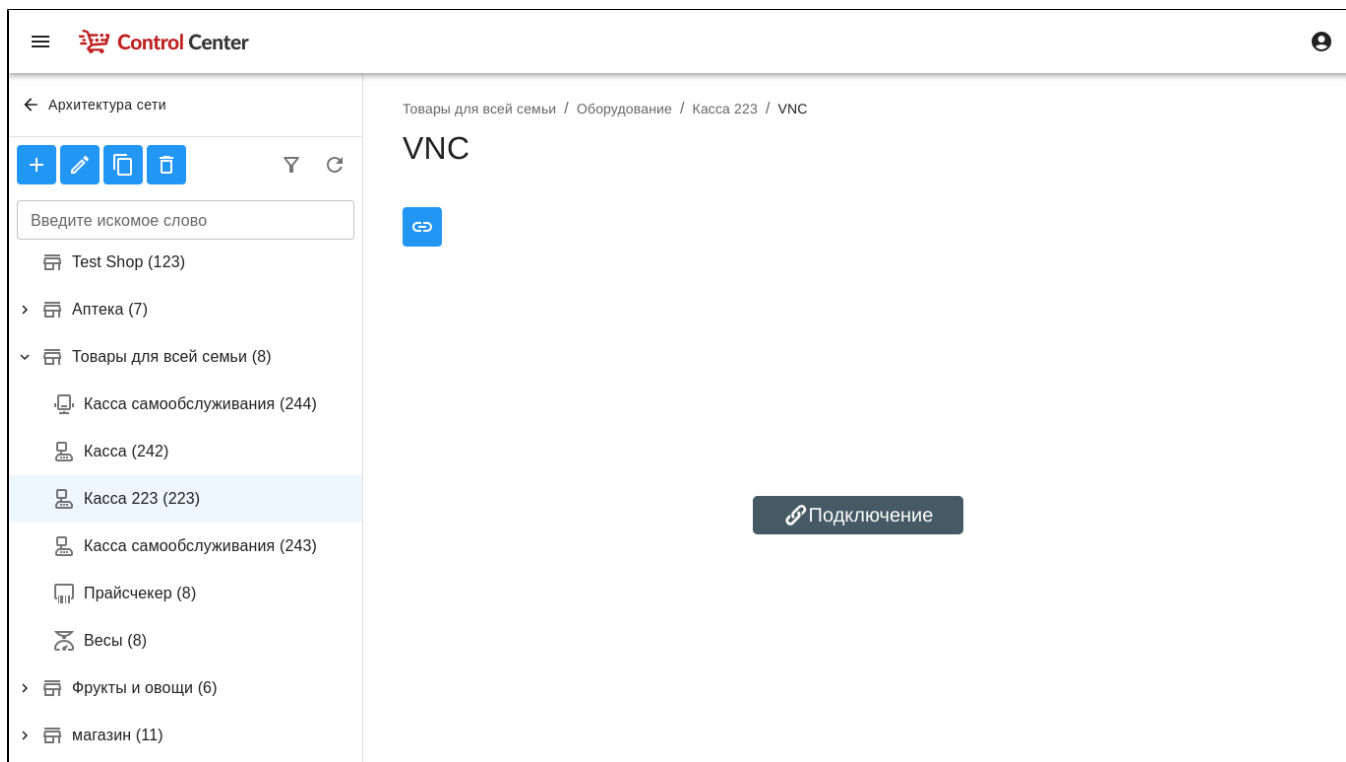 Control Center
Архитектура сети
Товары для всей семьи / Оборудование / Касса 223 / VNC
VNC
Введите искомое слово
Test Shop (123)
Аптека (7)
Товары для всей семьи (8)
Касса самообслуживания (244)
Касса (242)
Касса 223 (223)
Касса самообслуживания (243)
Прайсчекер (8)
Весы (8)
Фрукты и овощи (6)
магазин (11)
Подключение